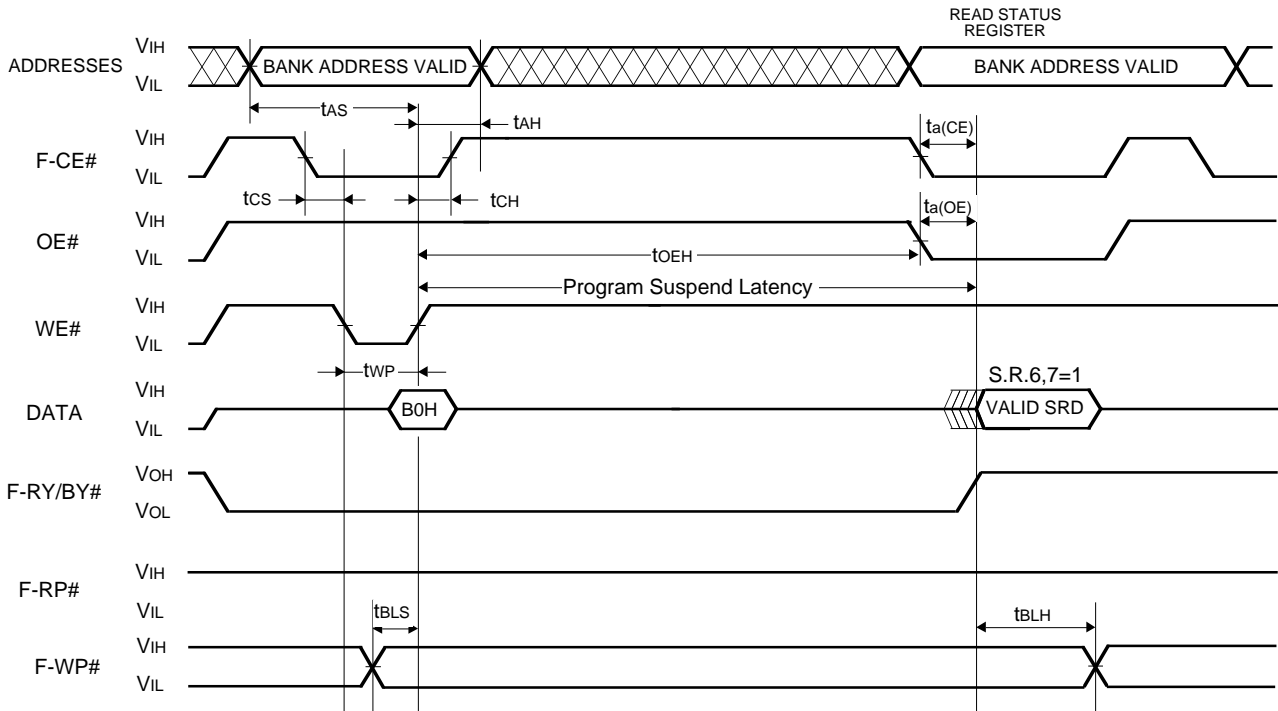 READ STATUS
REGISTER
ADDRESSES
VIH
VIL
BANK ADDRESS VALID
BANK ADDRESS VALID
tAS
tAH
F-CE#
VIH
VIL
ta(CE)
tCS
tCH
OE#
VIH
VIL
ta(OE)
tOEH
Program Suspend Latency
WE#
VIH
VIL
tWP
S.R.6,7=1
DATA
VIH
VIL
B0H
VALID SRD
F-RY/BY#
VOH
VOL
F-RP#
VIH
VIL
tBLS
tBLH
F-WP#
VIH
VIL